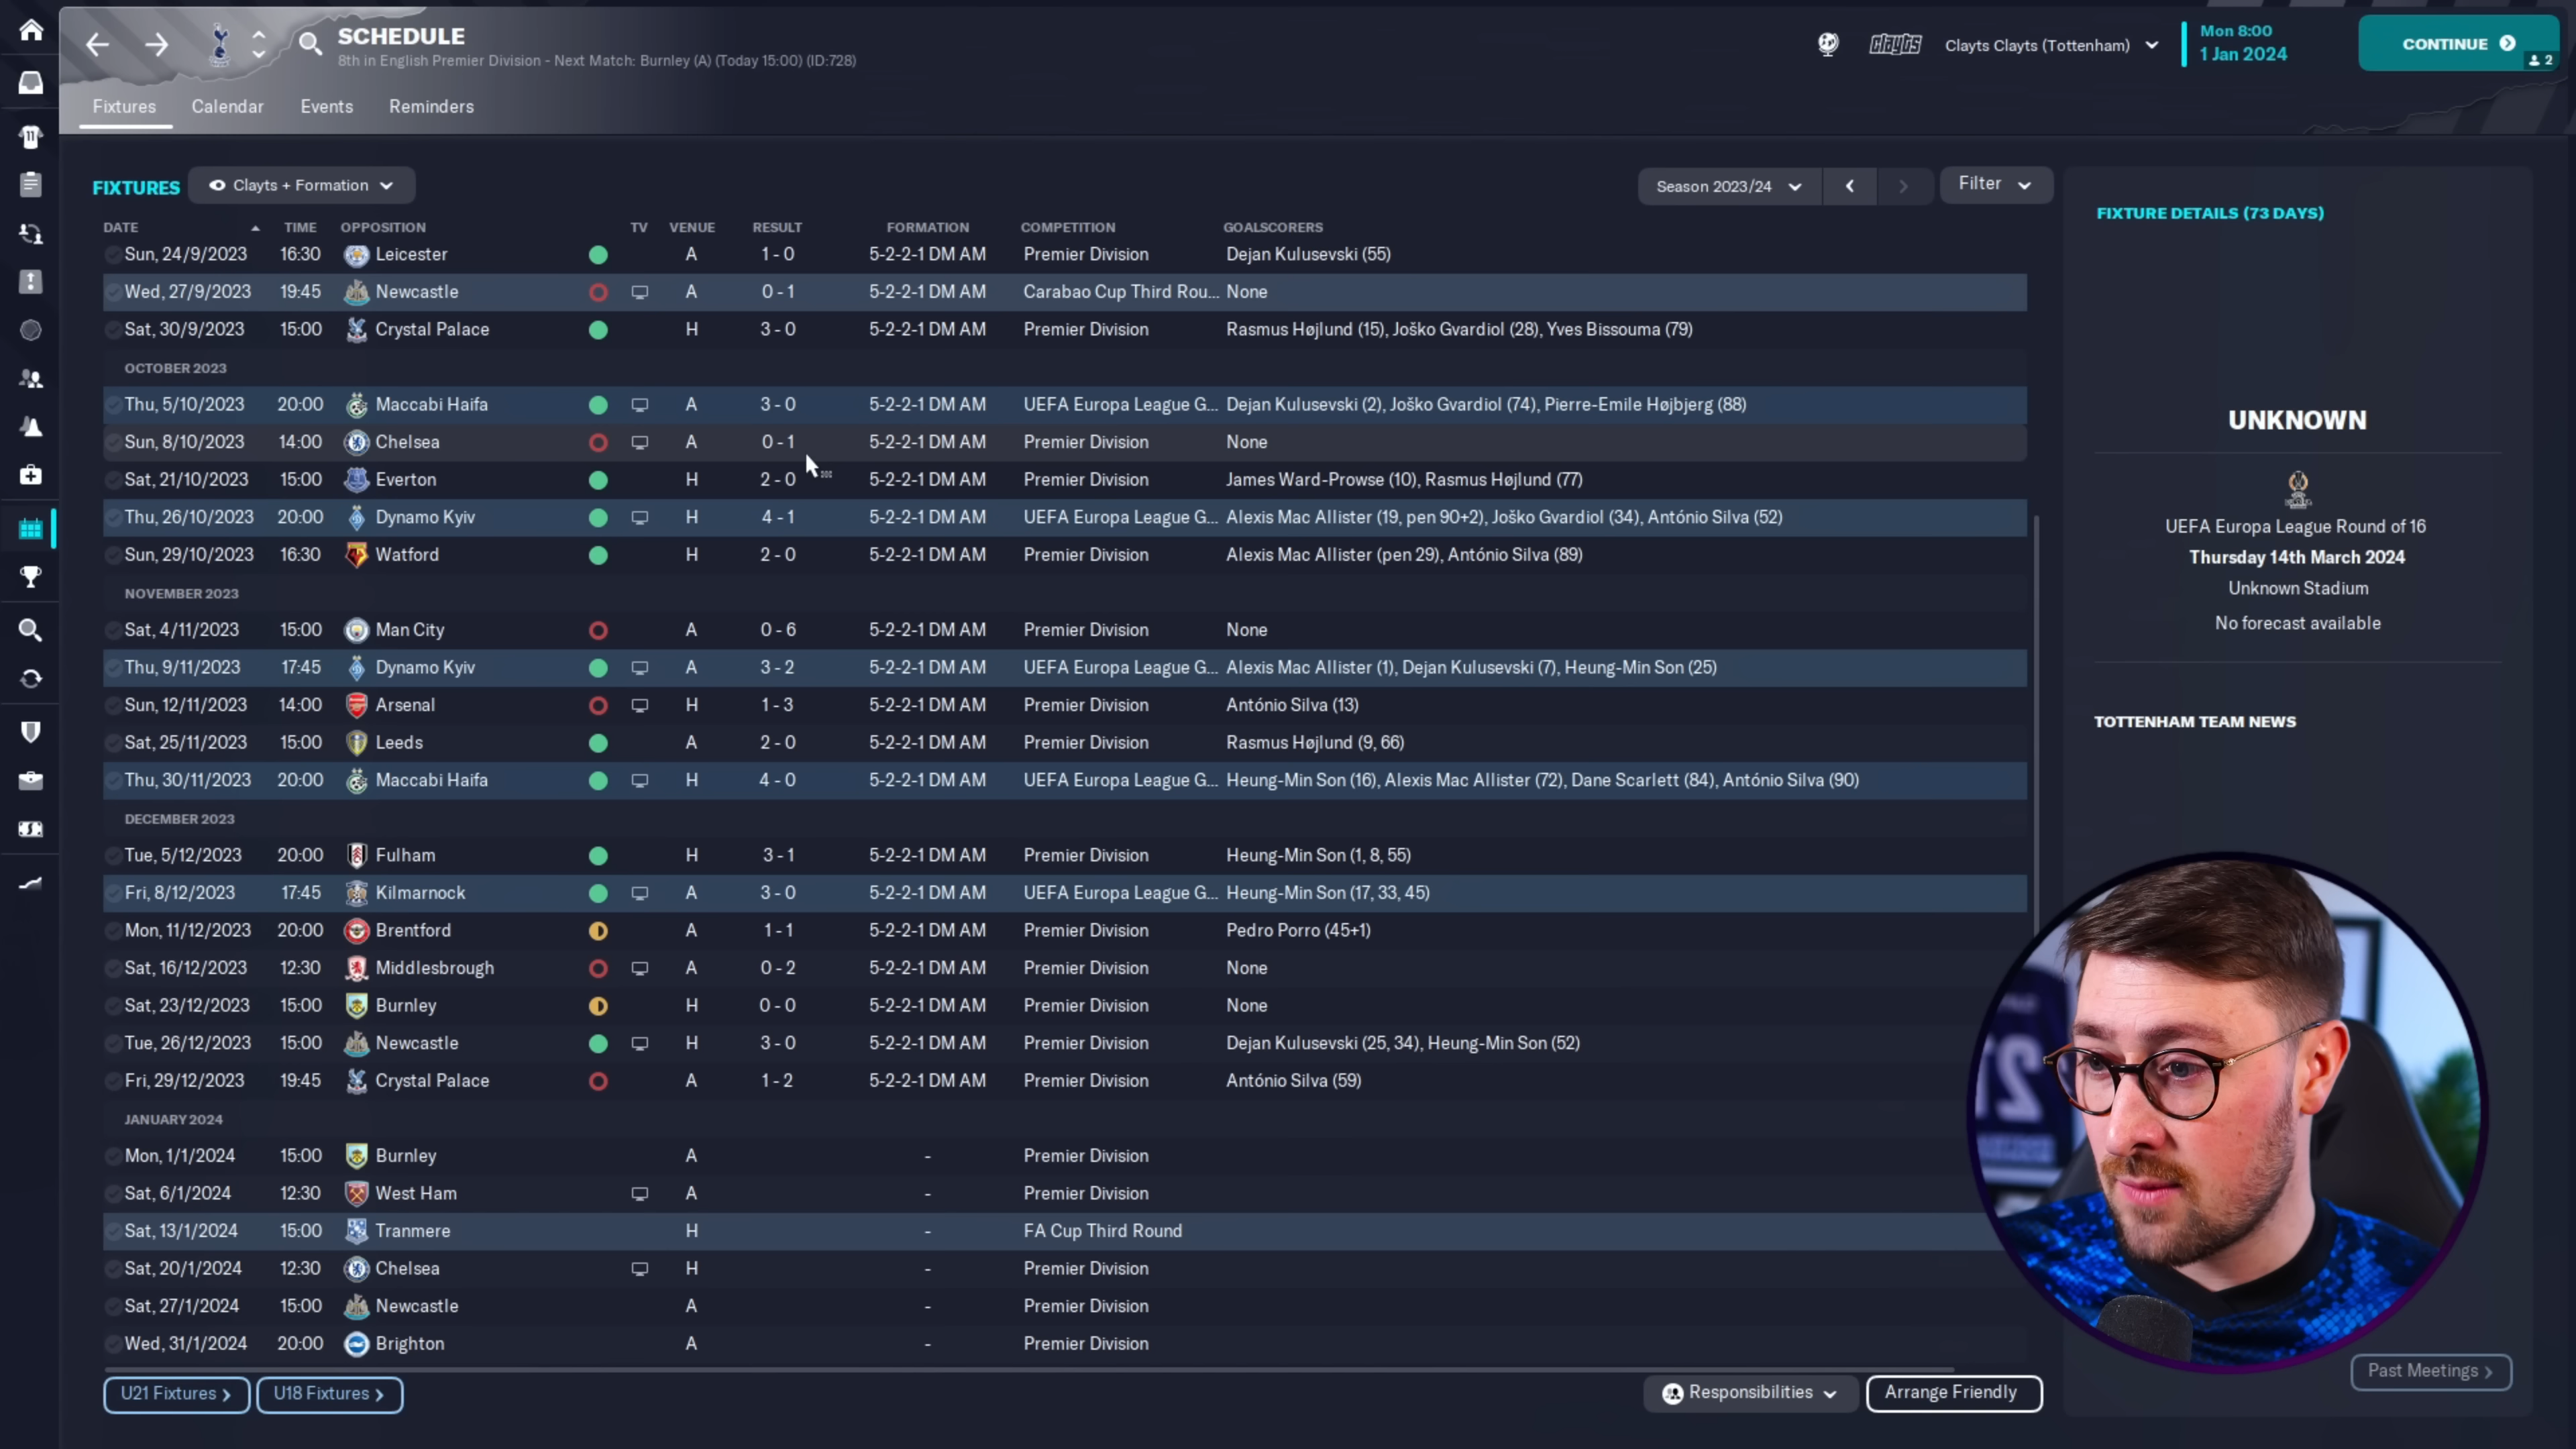 SCHEDULE
8th in English Premier Division - Next Match: Burnley (A) (Today 15:00) (ID:728)
clayts
Clayts Clayts (Tottenham)
Mon 8:00
1 Jan 2024
CONTINUE
2
Fixtures Calendar Events Reminders
FIXTURES Clayts + Formation Season 2023/24 Filter
DATE TIME OPPOSITION TV VENUE RESULT FORMATION COMPETITION GOALSCORERS
Sun, 24/9/2023 16:30 Leicester A 1 - 0 5-2-2-1 DM AM Premier Division Dejan Kulusevski (55)
Wed, 27/9/2023 19:45 Newcastle A 0 - 1 5-2-2-1 DM AM Carabao Cup Third Rou... None
Sat, 30/9/2023 15:00 Crystal Palace H 3 - 0 5-2-2-1 DM AM Premier Division Rasmus Højlund (15), Joško Gvardiol (28), Yves Bissouma (79)
OCTOBER 2023
Thu, 5/10/2023 20:00 Maccabi Haifa A 3 - 0 5-2-2-1 DM AM UEFA Europa League G... Dejan Kulusevski (2), Joško Gvardiol (74), Pierre-Emile Højbjerg (88)
Sun, 8/10/2023 14:00 Chelsea A 0 - 1 5-2-2-1 DM AM Premier Division None
Sat, 21/10/2023 15:00 Everton H 2 - 0 5-2-2-1 DM AM Premier Division James Ward-Prowse (10), Rasmus Højlund (77)
Thu, 26/10/2023 20:00 Dynamo Kyiv H 4 - 1 5-2-2-1 DM AM UEFA Europa League G... Alexis Mac Allister (19, pen 90+2), Joško Gvardiol (34), António Silva (52)
Sun, 29/10/2023 16:30 Watford H 2 - 0 5-2-2-1 DM AM Premier Division Alexis Mac Allister (pen 29), António Silva (89)
NOVEMBER 2023
Sat, 4/11/2023 15:00 Man City A 0 - 6 5-2-2-1 DM AM Premier Division None
Thu, 9/11/2023 17:45 Dynamo Kyiv A 3 - 2 5-2-2-1 DM AM UEFA Europa League G... Alexis Mac Allister (1), Dejan Kulusevski (7), Heung-Min Son (25)
Sun, 12/11/2023 14:00 Arsenal H 1 - 3 5-2-2-1 DM AM Premier Division António Silva (13)
Sat, 25/11/2023 15:00 Leeds A 2 - 0 5-2-2-1 DM AM Premier Division Rasmus Højlund (9, 66)
Thu, 30/11/2023 20:00 Maccabi Haifa H 4 - 0 5-2-2-1 DM AM UEFA Europa League G... Heung-Min Son (16), Alexis Mac Allister (72), Dane Scarlett (84), António Silva (90)
DECEMBER 2023
Tue, 5/12/2023 20:00 Fulham H 3 - 1 5-2-2-1 DM AM Premier Division Heung-Min Son (1, 8, 55)
Fri, 8/12/2023 17:45 Kilmarnock A 3 - 0 5-2-2-1 DM AM UEFA Europa League G... Heung-Min Son (17, 33, 45)
Mon, 11/12/2023 20:00 Brentford A 1 - 1 5-2-2-1 DM AM Premier Division Pedro Porro (45+1)
Sat, 16/12/2023 12:30 Middlesbrough A 0 - 2 5-2-2-1 DM AM Premier Division None
Sat, 23/12/2023 15:00 Burnley H 0 - 0 5-2-2-1 DM AM Premier Division None
Tue, 26/12/2023 15:00 Newcastle H 3 - 0 5-2-2-1 DM AM Premier Division Dejan Kulusevski (25, 34), Heung-Min Son (52)
Fri, 29/12/2023 19:45 Crystal Palace A 1 - 2 5-2-2-1 DM AM Premier Division António Silva (59)
JANUARY 2024
Mon, 1/1/2024 15:00 Burnley A - Premier Division
Sat, 6/1/2024 12:30 West Ham A - Premier Division
Sat, 13/1/2024 15:00 Tranmere H - FA Cup Third Round
Sat, 20/1/2024 12:30 Chelsea H - Premier Division
Sat, 27/1/2024 15:00 Newcastle A - Premier Division
Wed, 31/1/2024 20:00 Brighton A - Premier Division
U21 Fixtures U18 Fixtures Responsibilities Arrange Friendly
FIXTURE DETAILS (73 DAYS)
UNKNOWN
UEFA Europa League Round of 16
Thursday 14th March 2024
Unknown Stadium
No forecast available
TOTTENHAM TEAM NEWS
Past Meetings